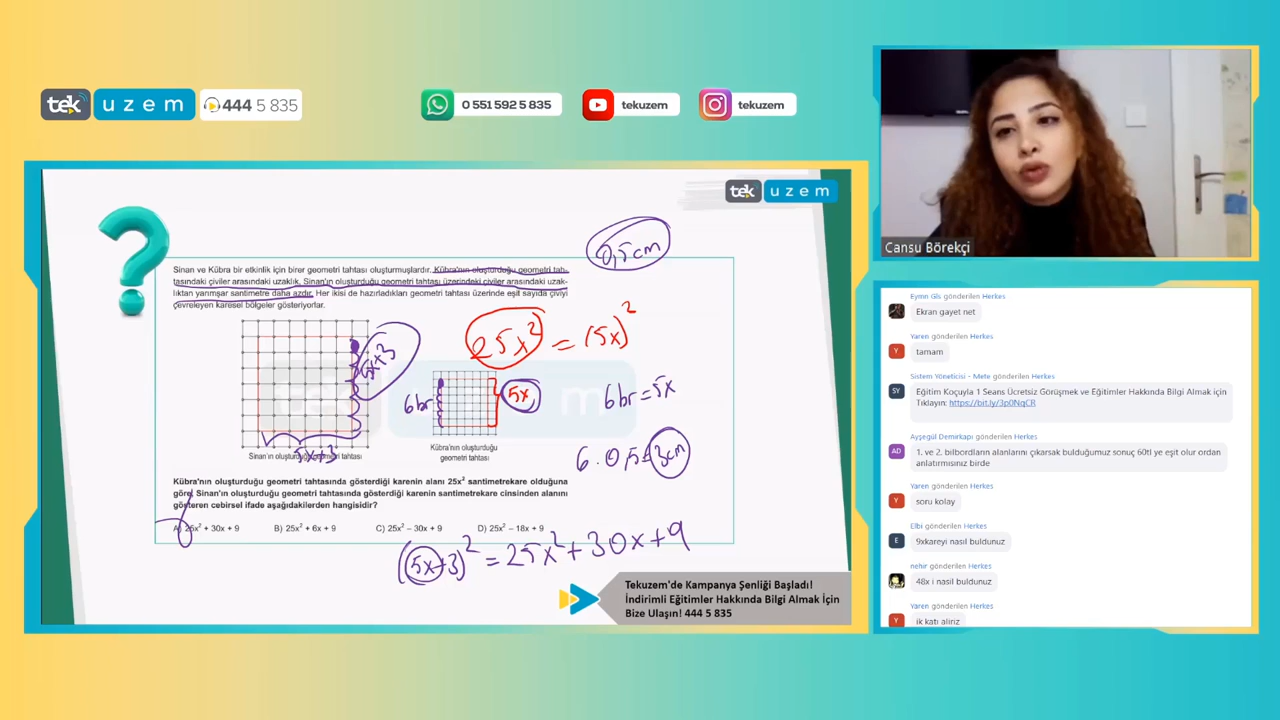 tek uzem 444 5 835
0 551 592 5 835
tekuzem
tekuzem
tek uzem
Cansu Börekçi
0,5cm
Sinan ve Kübra bir etkinlik için birer geometri tahtası oluşturmuşlardır. Kübra'nın oluşturduğu geometri tah-
tasındaki çiviler arasındaki uzaklık, Sinan'ın oluşturduğu geometri tahtası üzerindeki çiviler arasındaki uzak-
lıktan yarımşar santimetre daha azdır. Her ikisi de hazırladıkları geometri tahtası üzerinde eşit sayıda çiviyi
çevreleyen karesel bölgeler gösteriyorlar.
25x² = (5x)²
5x+3
6br
5x
6br=5x
5x+3
6.0,5=3cm
Sinan'ın oluşturduğu geometri tahtası
Kübra'nın oluşturduğu
geometri tahtası
Kübra'nın oluşturduğu geometri tahtasında gösterdiği karenin alanı 25x² santimetrekare olduğuna
göre, Sinan'ın oluşturduğu geometri tahtasında gösterdiği karenin santimetrekare cinsinden alanını
gösteren cebirsel ifade aşağıdakilerden hangisidir?
A) 25x² + 30x + 9 B) 25x² + 6x + 9 C) 25x² – 30x + 9 D) 25x² – 18x + 9
(5x+3)² = 25x²+30x+9
Tekuzem'de Kampanya Şenliği Başladı!
İndirimli Eğitimler Hakkında Bilgi Almak İçin
Bize Ulaşın! 444 5 835
Eymn Gls gönderilen Herkes
Ekran gayet net
Yaren gönderilen Herkes
Y
tamam
Sistem Yöneticisi - Mete gönderilen Herkes
SY
Eğitim Koçuyla 1 Seans Ücretsiz Görüşmek ve Eğitimler Hakkında Bilgi Almak için
Tıklayın: https://bit.ly/3p0NqCR
Ayşegül Demirkapı gönderilen Herkes
AD
1. ve 2. bilbordların alanlarını çıkarsak bulduğumuz sonuç 60tl ye eşit olur ordan
anlatırmısınız birde
Yaren gönderilen Herkes
Y
soru kolay
Elbi gönderilen Herkes
E
9xkareyi nasıl buldunuz
nehir gönderilen Herkes
48x i nasıl buldunuz
Yaren gönderilen Herkes
Y
ik katı aliriz